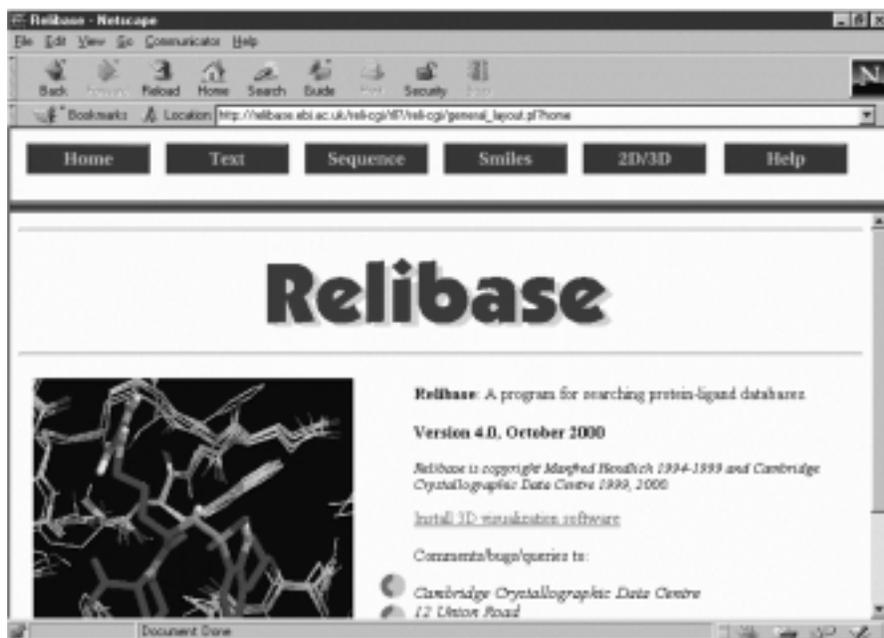 Relibase - Netscape
File Edit View Go Communicator Help
Back Reload Home Search Guide Print Security
Bookmarks Location: http://relibase.ebi.ac.uk/reli-cgi/rll?/reli-cgi/general_layout.pl?home
Home Text Sequence Smiles 2D/3D Help
Relibase
Relibase: A program for searching protein-ligand databases
Version 4.0, October 2000
Relibase is copyright Manfred Hendlich 1994-1999 and Cambridge
Crystallographic Data Centre 1999, 2000
Install 3D visualization software
Comments/bugs/queries to:
Cambridge Crystallographic Data Centre
12 Union Road
Document Done